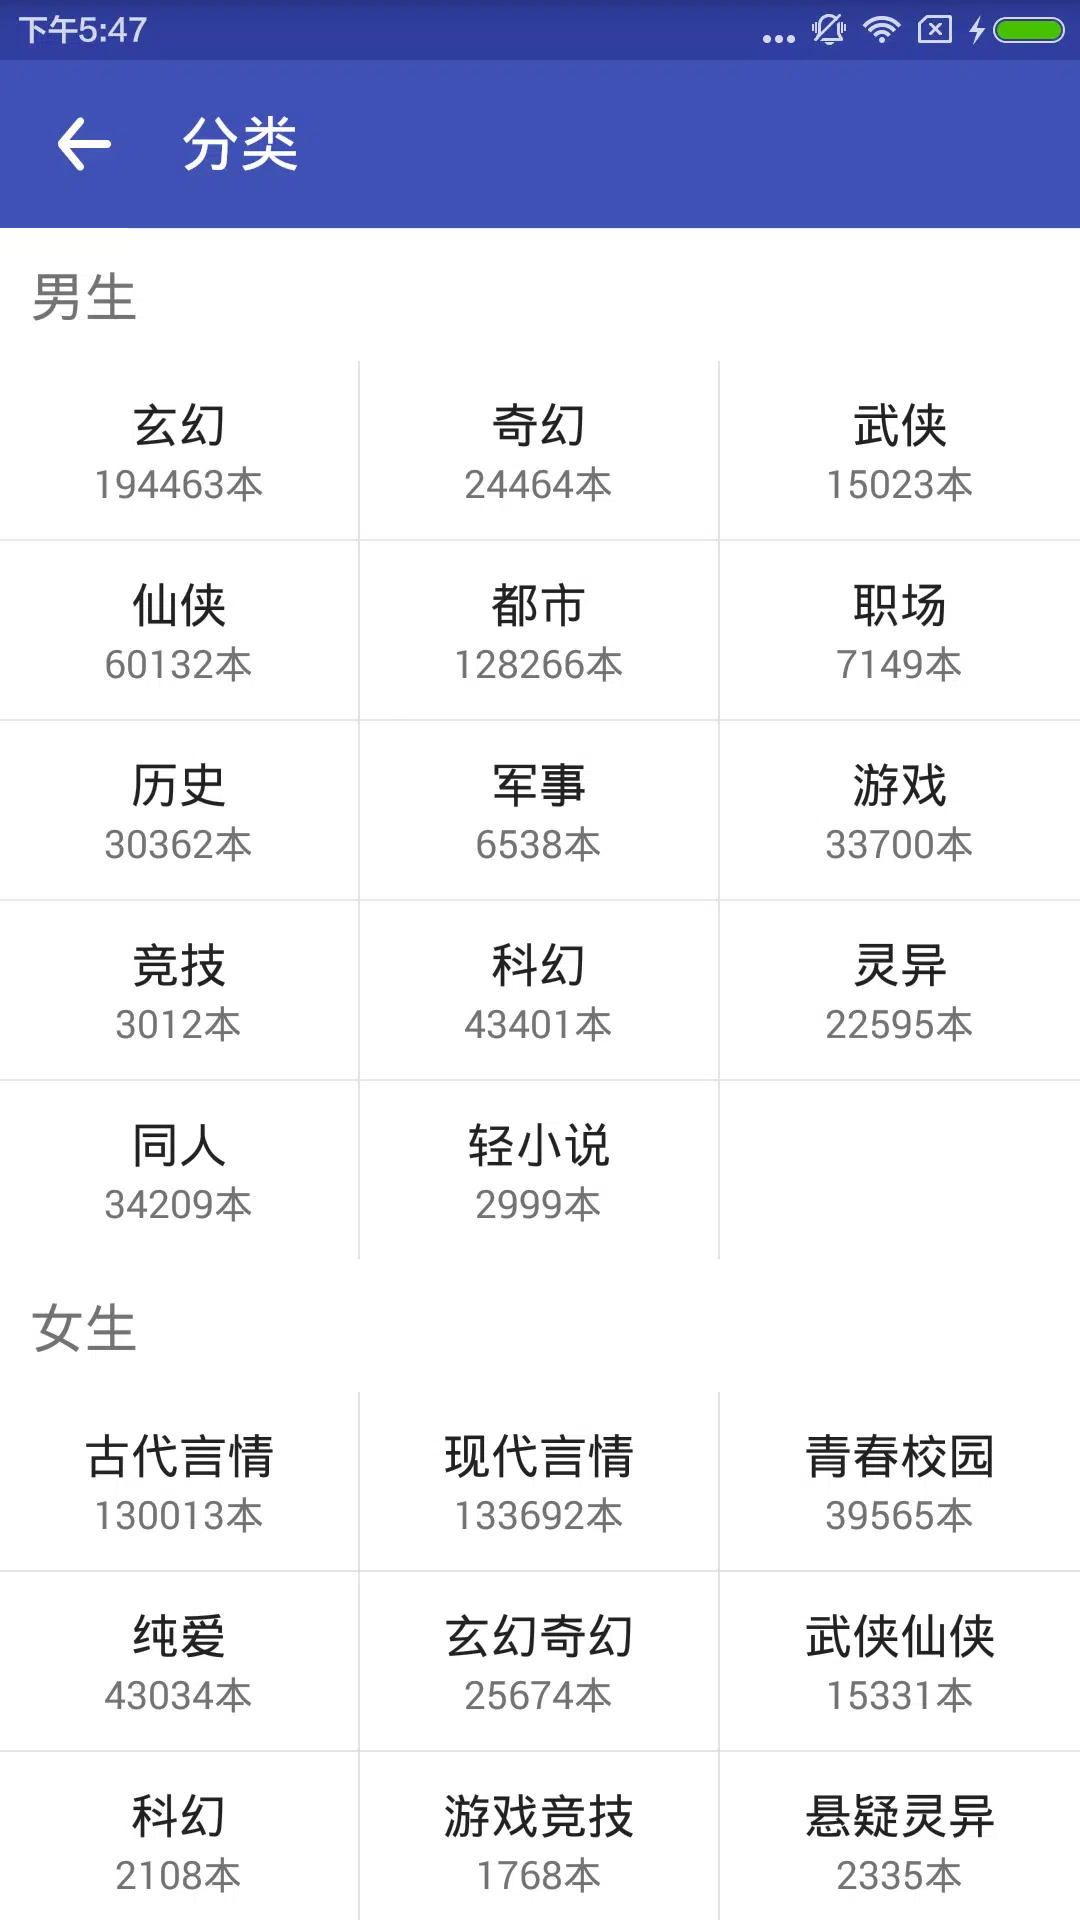 下午5:47
分类
男生
玄幻 奇幻 武侠
194463本 24464本 15023本
仙侠 都市 职场
60132本 128266本 7149本
历史 军事 游戏
30362本 6538本 33700本
竞技 科幻 灵异
3012本 43401本 22595本
同人 轻小说
34209本 2999本
女生
古代言情 现代言情 青春校园
130013本 133692本 39565本
纯爱 玄幻奇幻 武侠仙侠
43034本 25674本 15331本
科幻 游戏竞技 悬疑灵异
2108本 1768本 2335本